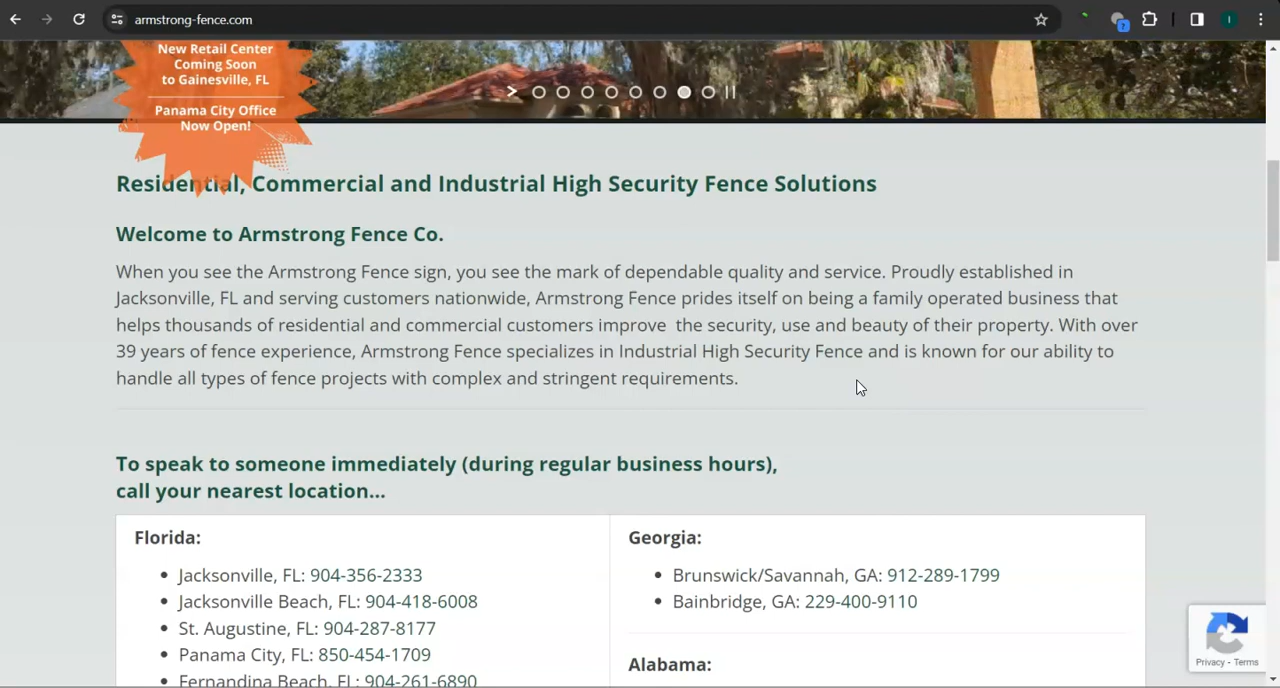 armstrong-fence.com
New Retail Center
Coming Soon
to Gainesville, FL
Panama City Office
Now Open!
Residential, Commercial and Industrial High Security Fence Solutions
Welcome to Armstrong Fence Co.
When you see the Armstrong Fence sign, you see the mark of dependable quality and service. Proudly established in
Jacksonville, FL and serving customers nationwide, Armstrong Fence prides itself on being a family operated business that
helps thousands of residential and commercial customers improve the security, use and beauty of their property. With over
39 years of fence experience, Armstrong Fence specializes in Industrial High Security Fence and is known for our ability to
handle all types of fence projects with complex and stringent requirements.
To speak to someone immediately (during regular business hours),
call your nearest location...
Florida:
• Jacksonville, FL: 904-356-2333
• Jacksonville Beach, FL: 904-418-6008
• St. Augustine, FL: 904-287-8177
• Panama City, FL: 850-454-1709
• Fernandina Beach, FL: 904-261-6890
Georgia:
• Brunswick/Savannah, GA: 912-289-1799
• Bainbridge, GA: 229-400-9110
Alabama:
Privacy - Terms